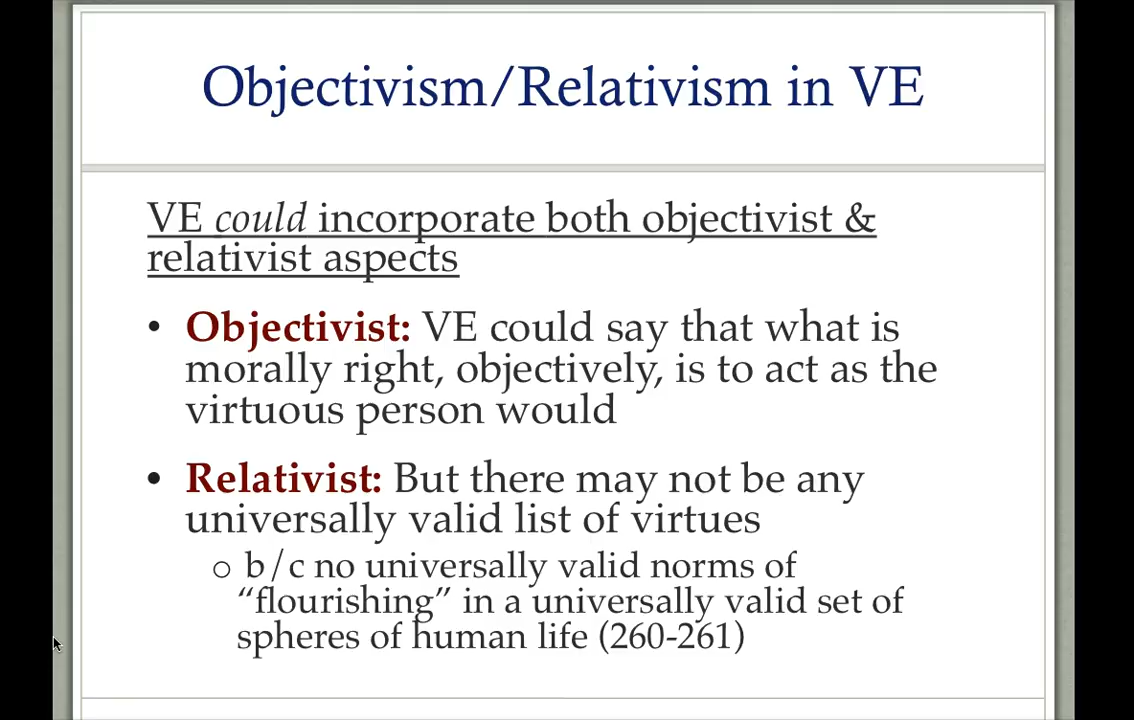 Objectivism/Relativism in VE
VE could incorporate both objectivist &
relativist aspects
• Objectivist: VE could say that what is
morally right, objectively, is to act as the
virtuous person would
• Relativist: But there may not be any
universally valid list of virtues
o b/c no universally valid norms of
“flourishing” in a universally valid set of
spheres of human life (260-261)